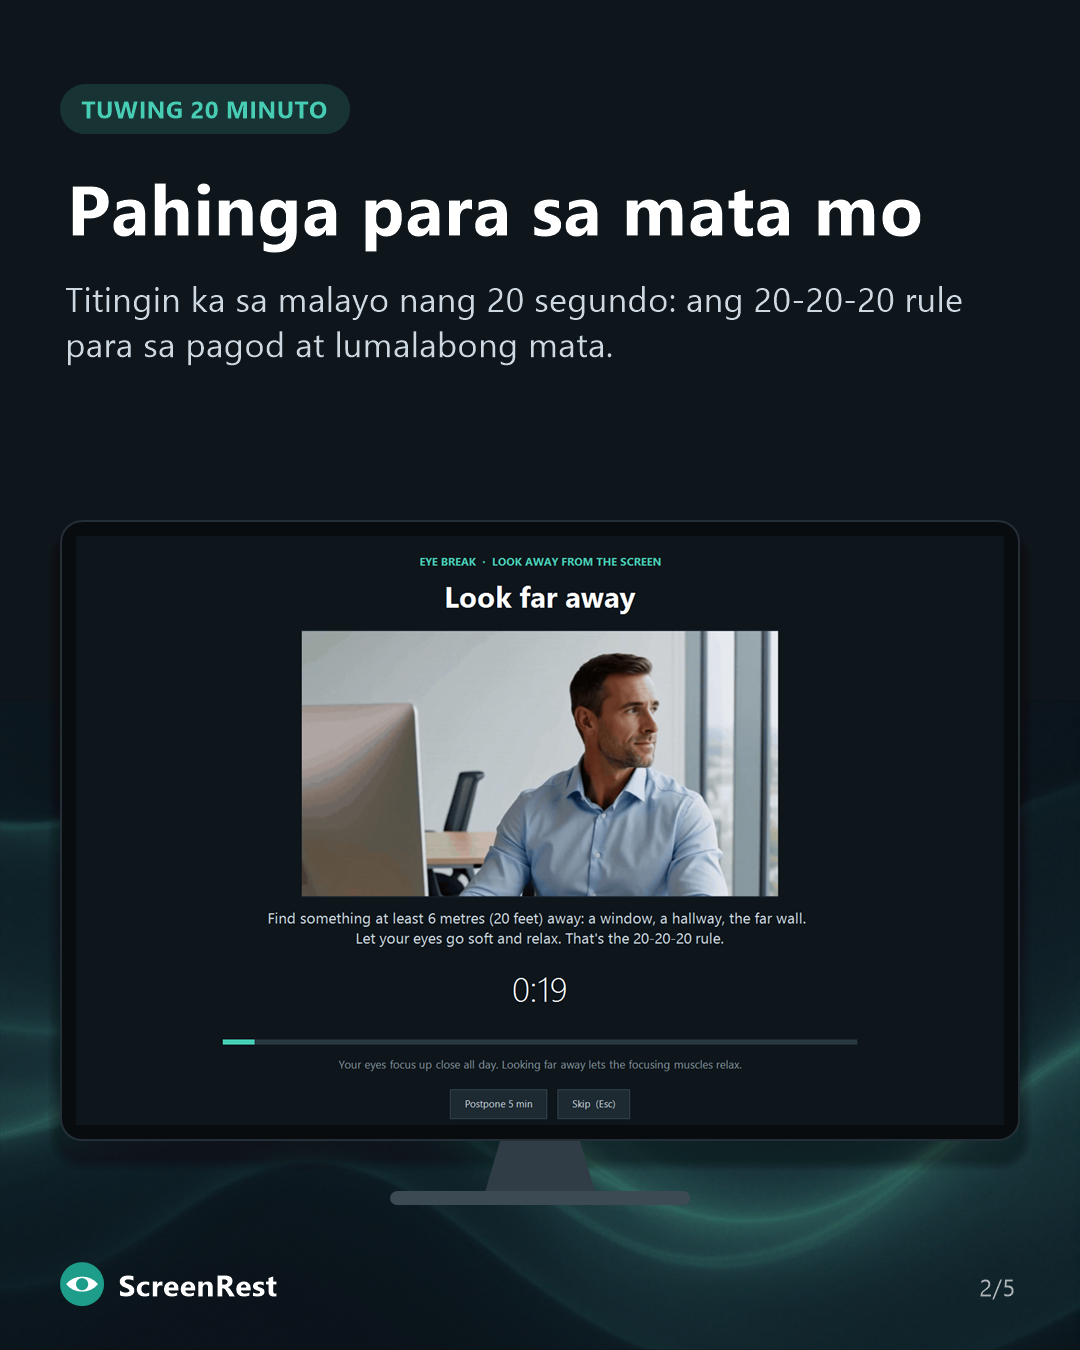 TUWING 20 MINUTO
Pahinga para sa mata mo
Titingin ka sa malayo nang 20 segundo: ang 20-20-20 rule
para sa pagod at lumalabong mata.
EYE BREAK · LOOK AWAY FROM THE SCREEN
Look far away
Find something at least 6 metres (20 feet) away: a window, a hallway, the far wall.
Let your eyes go soft and relax. That's the 20-20-20 rule.
0:19
Your eyes focus up close all day. Looking far away lets the focusing muscles relax.
Postpone 5 min Skip (Esc)
ScreenRest
2/5